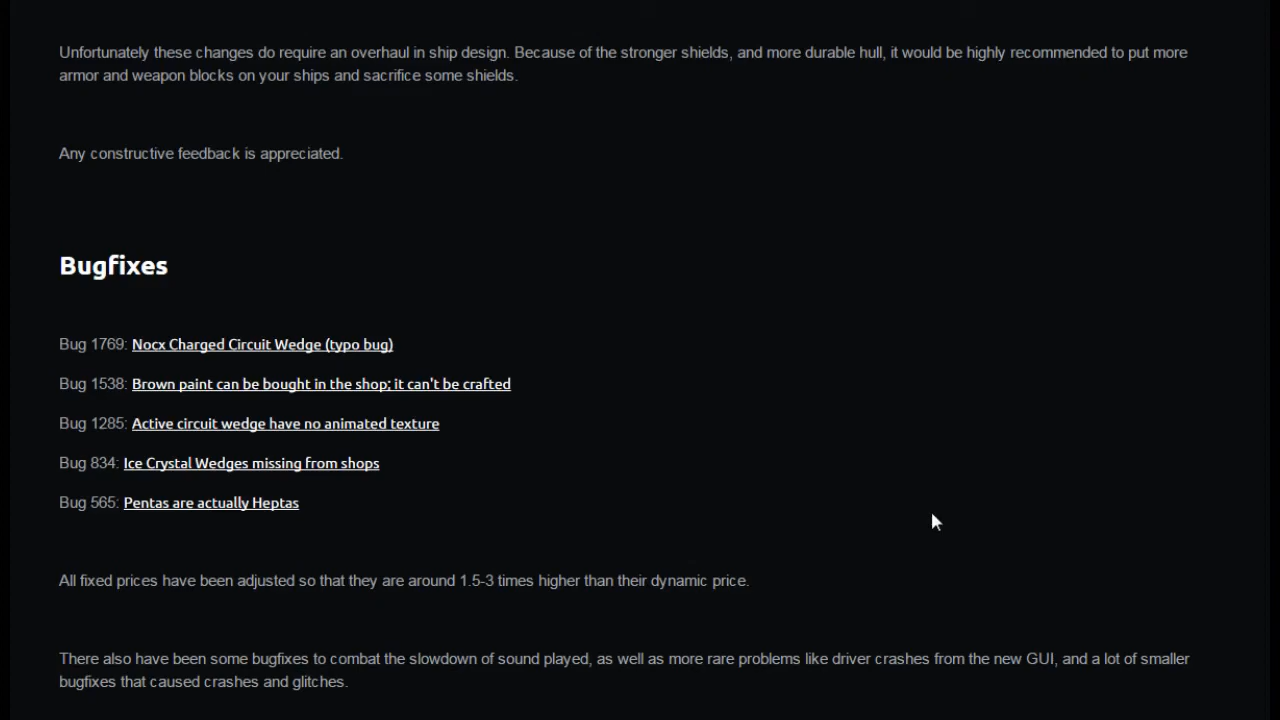 Unfortunately these changes do require an overhaul in ship design. Because of the stronger shields, and more durable hull, it would be highly recommended to put more
armor and weapon blocks on your ships and sacrifice some shields.
Any constructive feedback is appreciated.
Bugfixes
Bug 1769: Nocx Charged Circuit Wedge (typo bug)
Bug 1538: Brown paint can be bought in the shop; it can't be crafted
Bug 1285: Active circuit wedge have no animated texture
Bug 834: Ice Crystal Wedges missing from shops
Bug 565: Pentas are actually Heptas
All fixed prices have been adjusted so that they are around 1.5-3 times higher than their dynamic price.
There also have been some bugfixes to combat the slowdown of sound played, as well as more rare problems like driver crashes from the new GUI, and a lot of smaller
bugfixes that caused crashes and glitches.